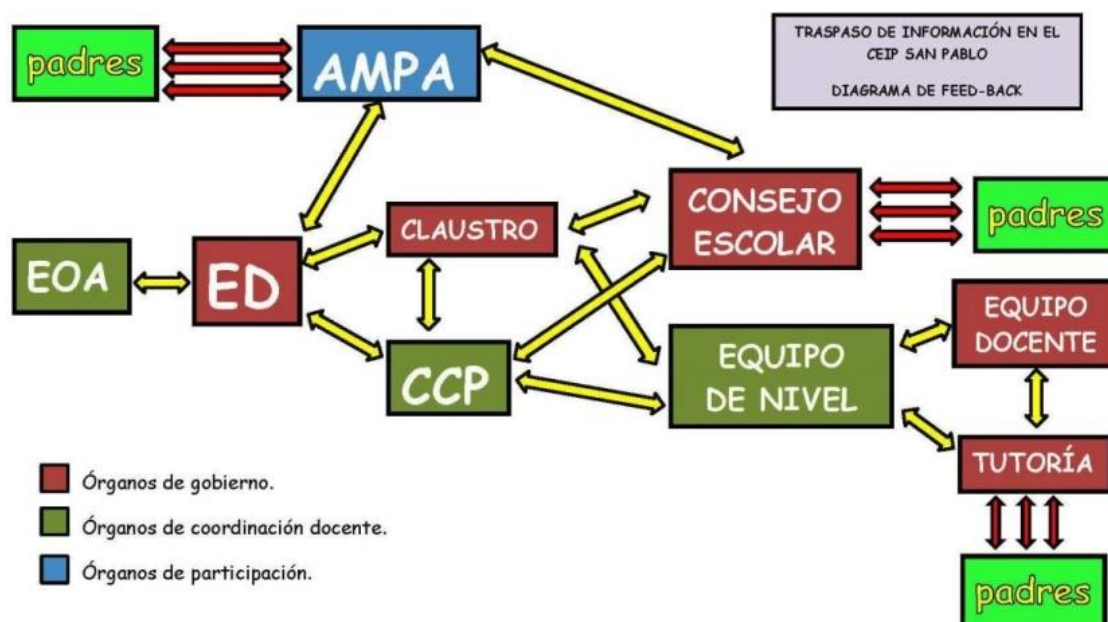 padres
AMPA
TRASPASO DE INFORMACIÓN EN EL
CEIP SAN PABLO
DIAGRAMA DE FEED-BACK
EOA
ED
CLAUSTRO
CCP
CONSEJO
ESCOLAR
padres
EQUIPO
DE NIVEL
EQUIPO
DOCENTE
TUTORÍA
padres
Órganos de gobierno.
Órganos de coordinación docente.
Órganos de participación.